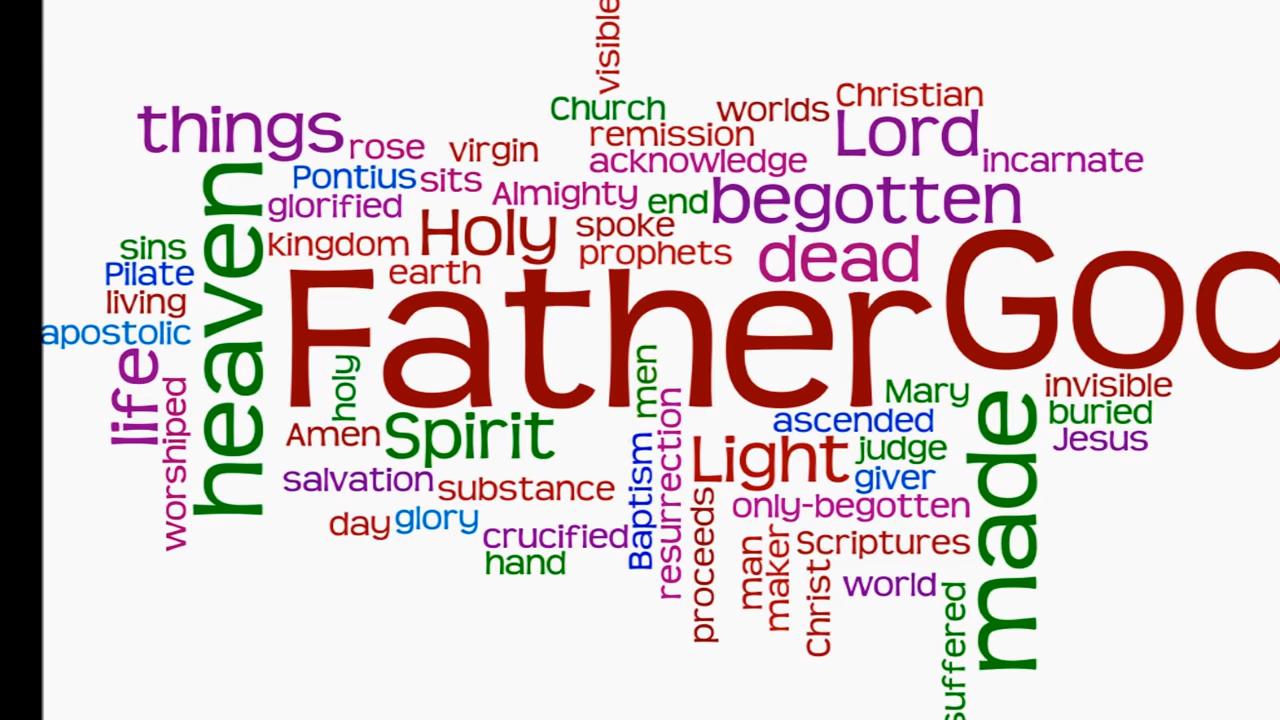 visible
Church
worlds
Christian
things
rose
virgin
remission
Lord
acknowledge
incarnate
Pontius
sits
Almighty
end
begotten
glorified
Holy
spoke
sins
kingdom
prophets
dead
Pilate
heaven
earth
living
Father
Goo
apostolic
life
worshiped
holy
men
Mary
invisible
buried
Amen
Spirit
ascended
Jesus
Light
judge
made
salvation
substance
Baptism
resurrection
giver
only-begotten
day
glory
crucified
hand
proceeds
man
maker
Scriptures
Christ
world
suffered